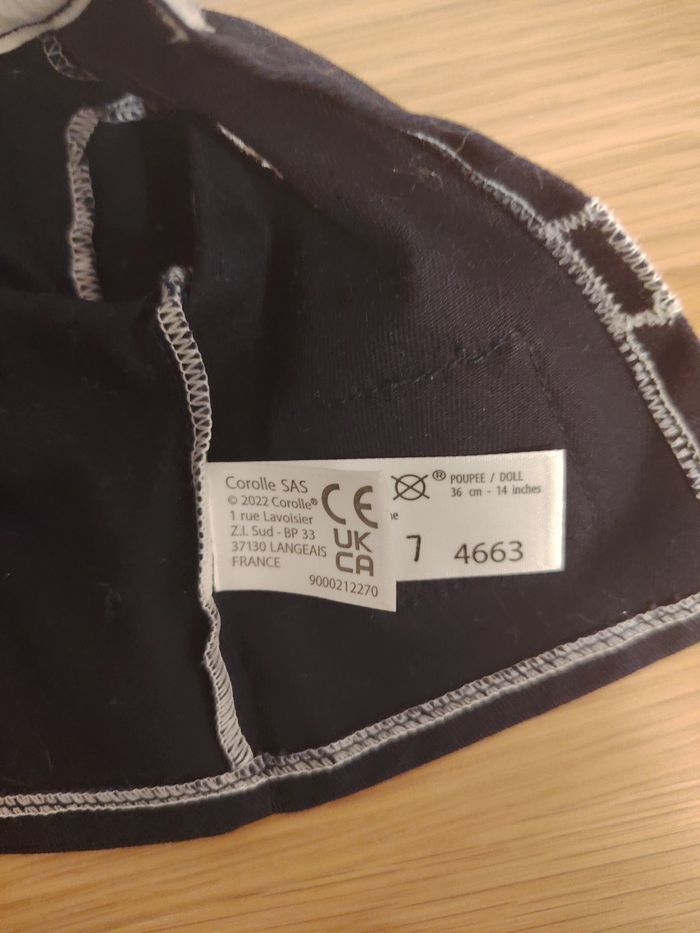 Corolle SAS
© 2022 Corolle®
1 rue Lavoisier
Z.I. Sud - BP 33
37130 LANGEAIS
FRANCE
CE
UK
CA
9000212270
® POUPEE / DOLL
36 cm - 14 inches
4663